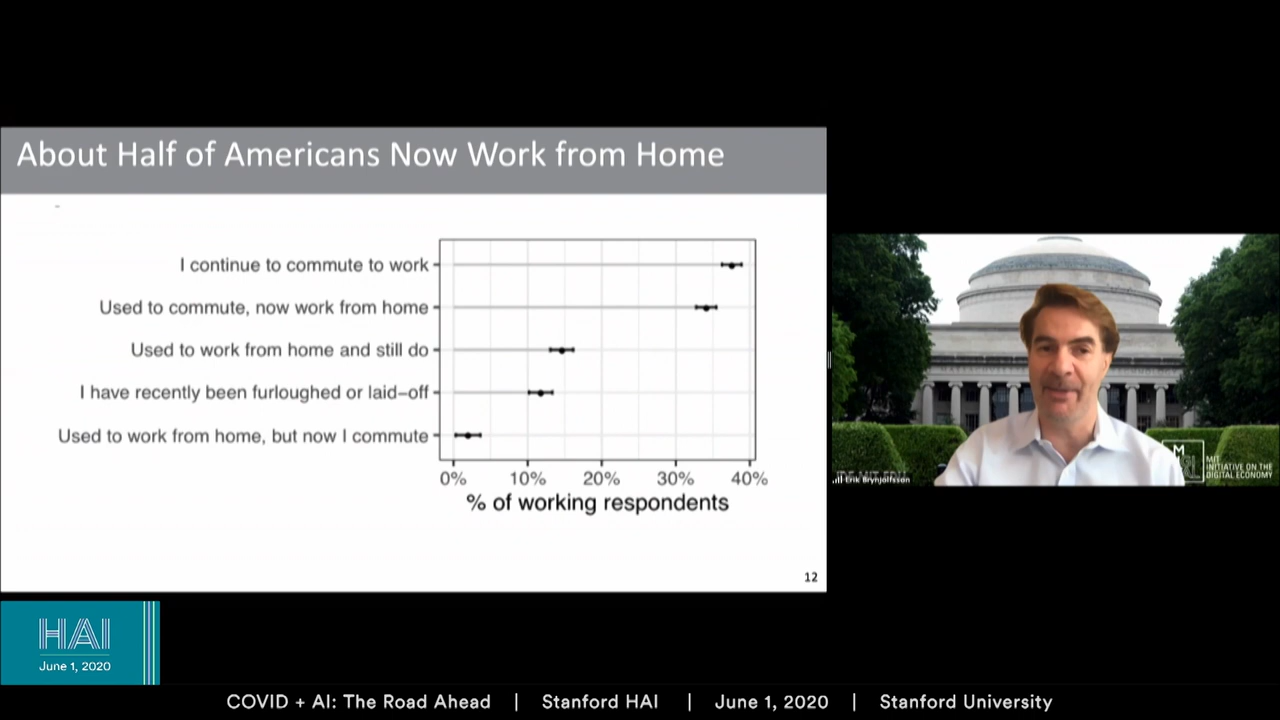 About Half of Americans Now Work from Home
I continue to commute to work
Used to commute, now work from home
Used to work from home and still do
I have recently been furloughed or laid-off
Used to work from home, but now I commute
0% 10% 20% 30% 40%
% of working respondents
12
Erik Brynjolfsson
MIT
INITIATIVE ON THE
DIGITAL ECONOMY
HAI
June 1, 2020
COVID + AI: The Road Ahead | Stanford HAI | June 1, 2020 | Stanford University